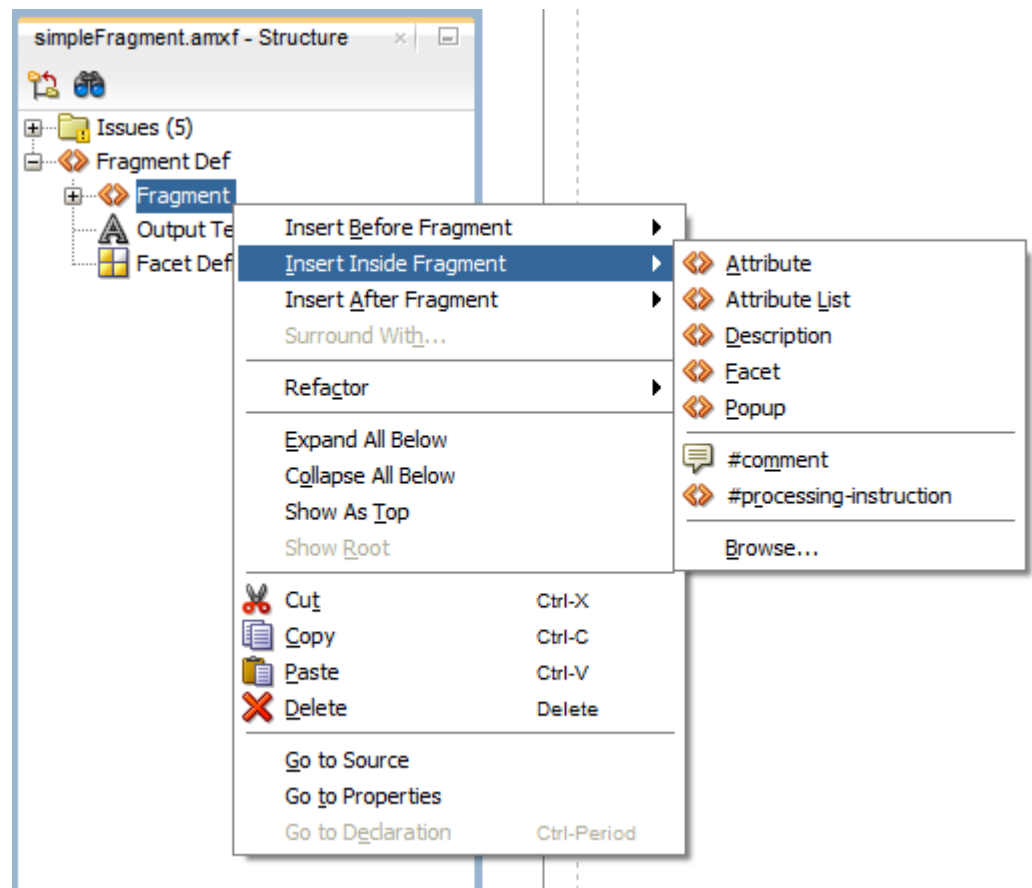 simpleFragment.amxf - Structure
Issues (5)
Fragment Def
Fragment
Output Te
Facet Def
Insert Before Fragment
Insert Inside Fragment
Insert After Fragment
Surround With...
Refactor
Expand All Below
Collapse All Below
Show As Top
Show Root
Cut Ctrl-X
Copy Ctrl-C
Paste Ctrl-V
Delete Delete
Go to Source
Go to Properties
Go to Declaration Ctrl-Period
Attribute
Attribute List
Description
Facet
Popup
#comment
#processing-instruction
Browse...